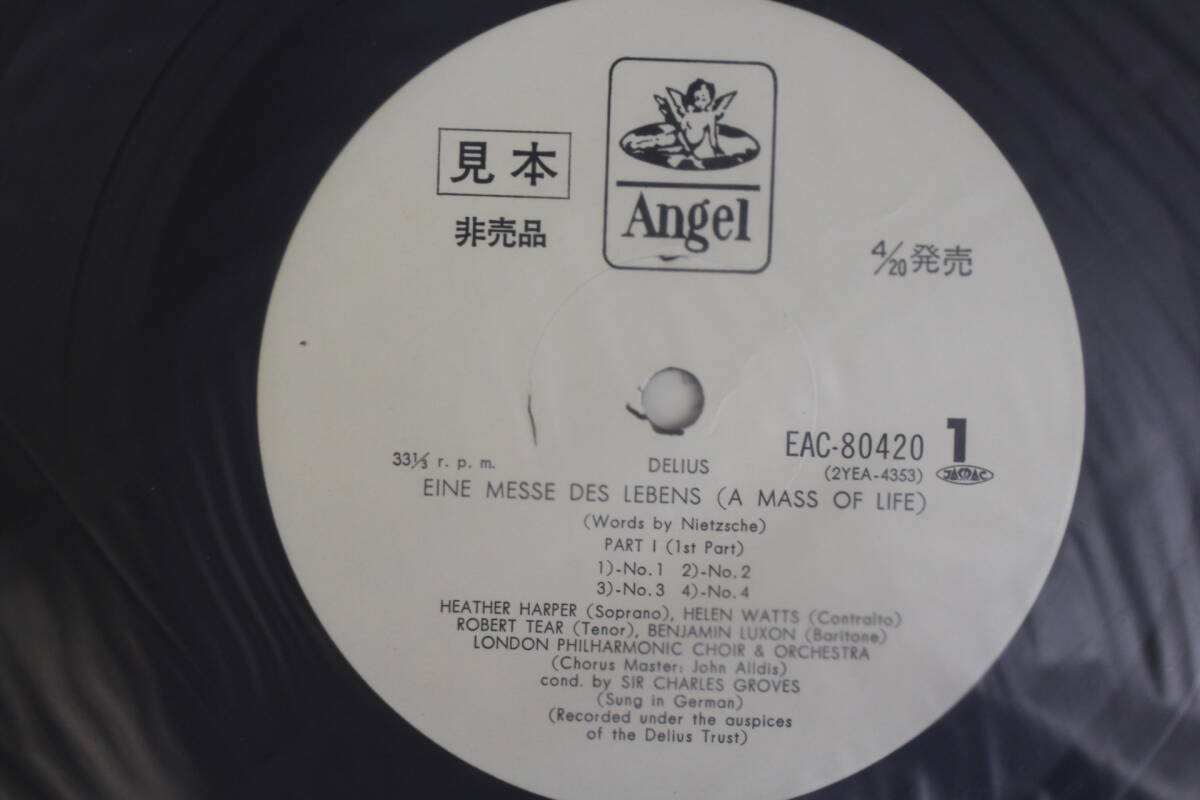 見本
非売品
Angel
4/20発売
EAC-80420 1
(2YEA-4353) JASRAC
33⅓ r. p. m.
DELIUS
EINE MESSE DES LEBENS (A MASS OF LIFE)
(Words by Nietzsche)
PART I (1st Part)
1)-No.1 2)-No.2
3)-No.3 4)-No.4
HEATHER HARPER (Soprano), HELEN WATTS (Contralto)
ROBERT TEAR (Tenor), BENJAMIN LUXON (Baritone)
LONDON PHILHARMONIC CHOIR & ORCHESTRA
(Chorus Master: John Alldis)
cond. by SIR CHARLES GROVES
(Sung in German)
(Recorded under the auspices
of the Delius Trust)